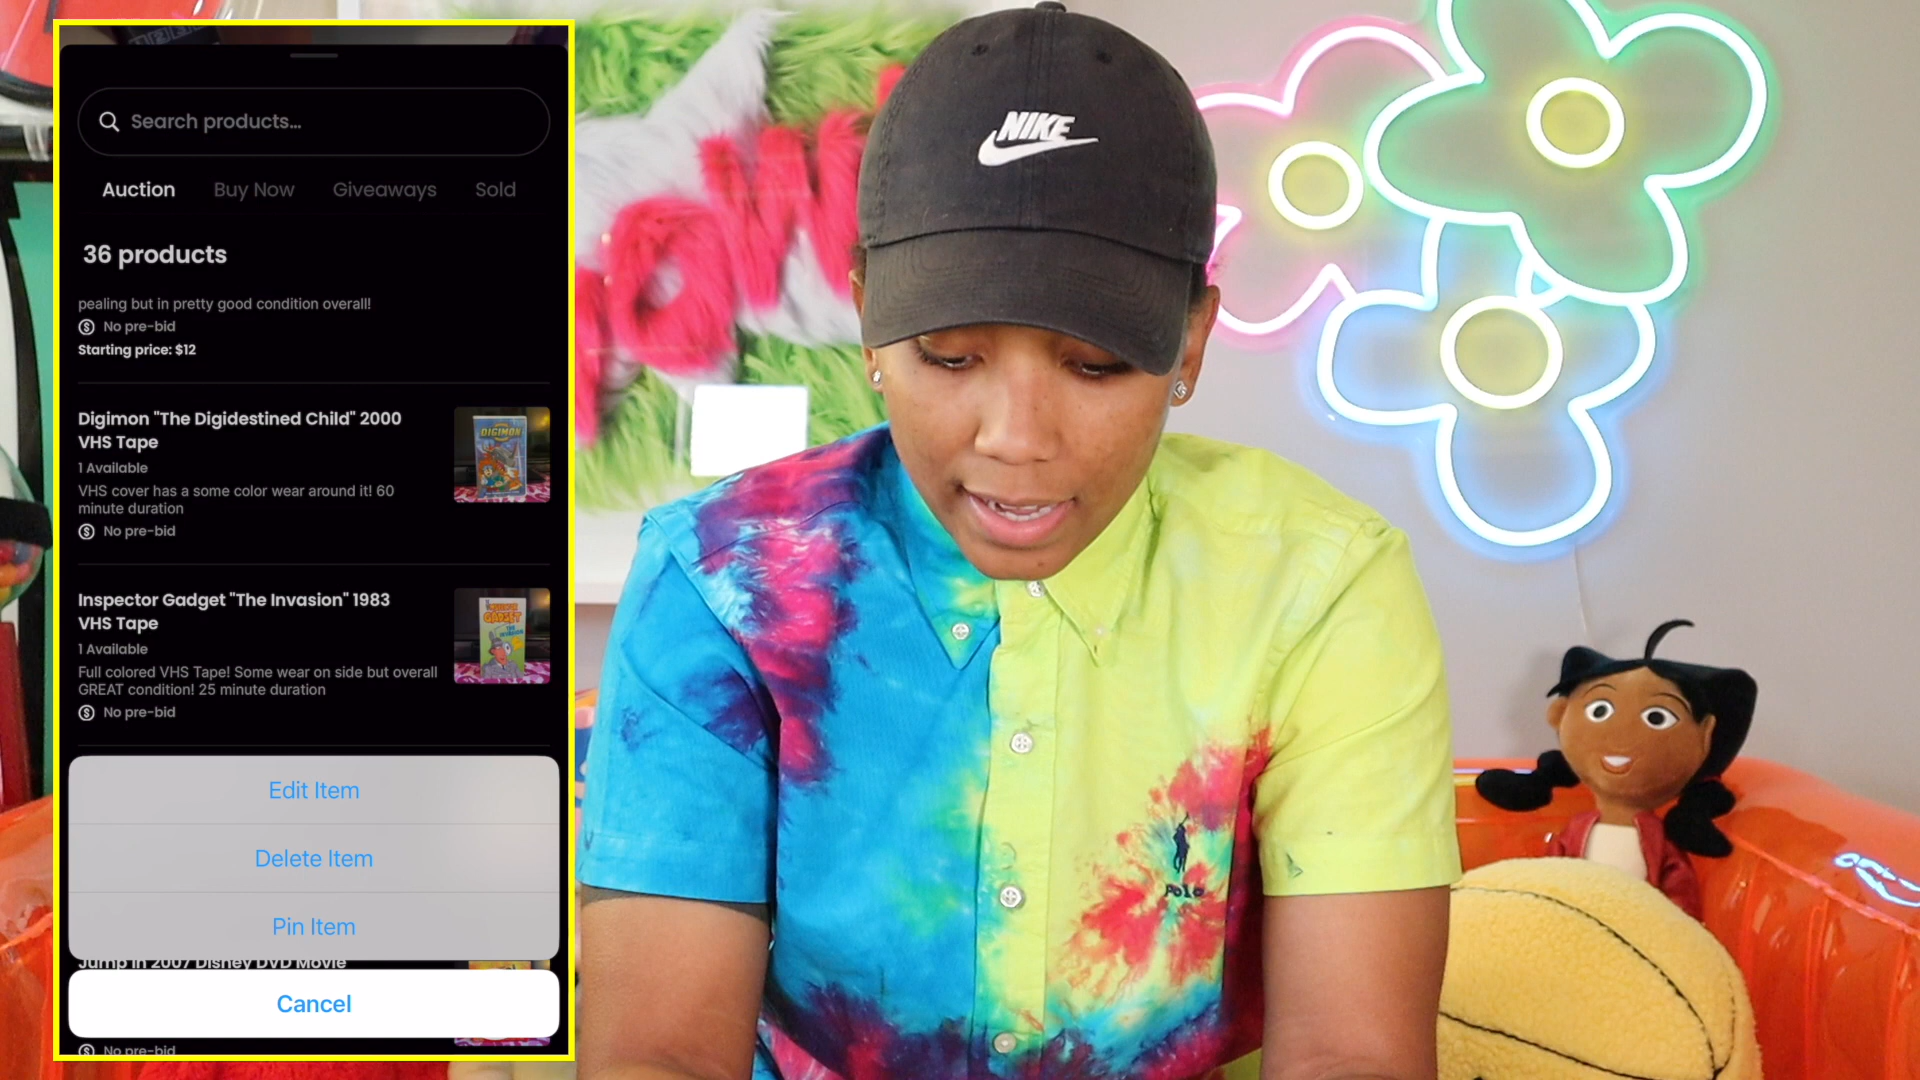 Search products...
Auction Buy Now Giveaways Sold
36 products
pealing but in pretty good condition overall!
No pre-bid
Starting price: $12
Digimon "The Digidestined Child" 2000
VHS Tape
1 Available
VHS cover has a some color wear around it! 60
minute duration
No pre-bid
DIGIMON
Inspector Gadget "The Invasion" 1983
VHS Tape
1 Available
Full colored VHS Tape! Some wear on side but overall
GREAT condition! 25 minute duration
No pre-bid
GADGET
Edit Item
Delete Item
Pin Item
Jump In 2007 Disney DVD Movie
Cancel
No pre-bid
NIKE
Polo